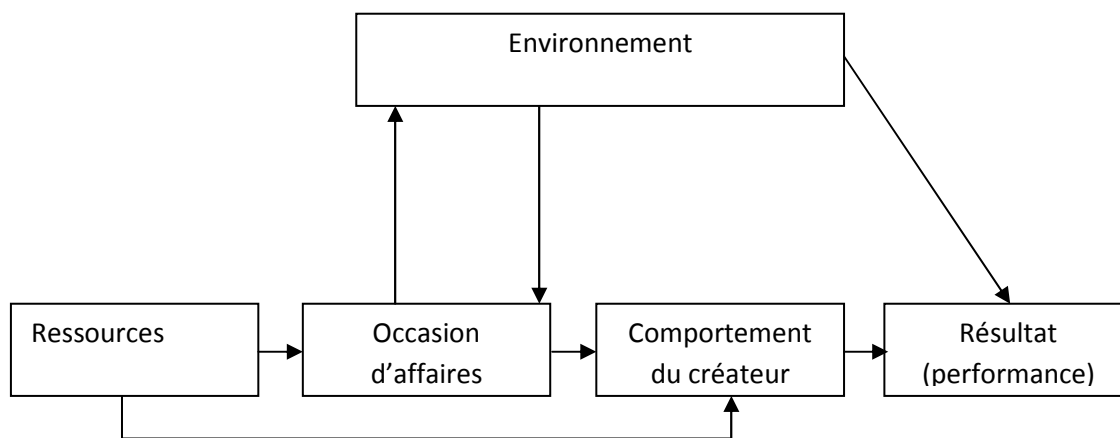 Environnement
Ressources
Occasion
d’affaires
Comportement
du créateur
Résultat
(performance)